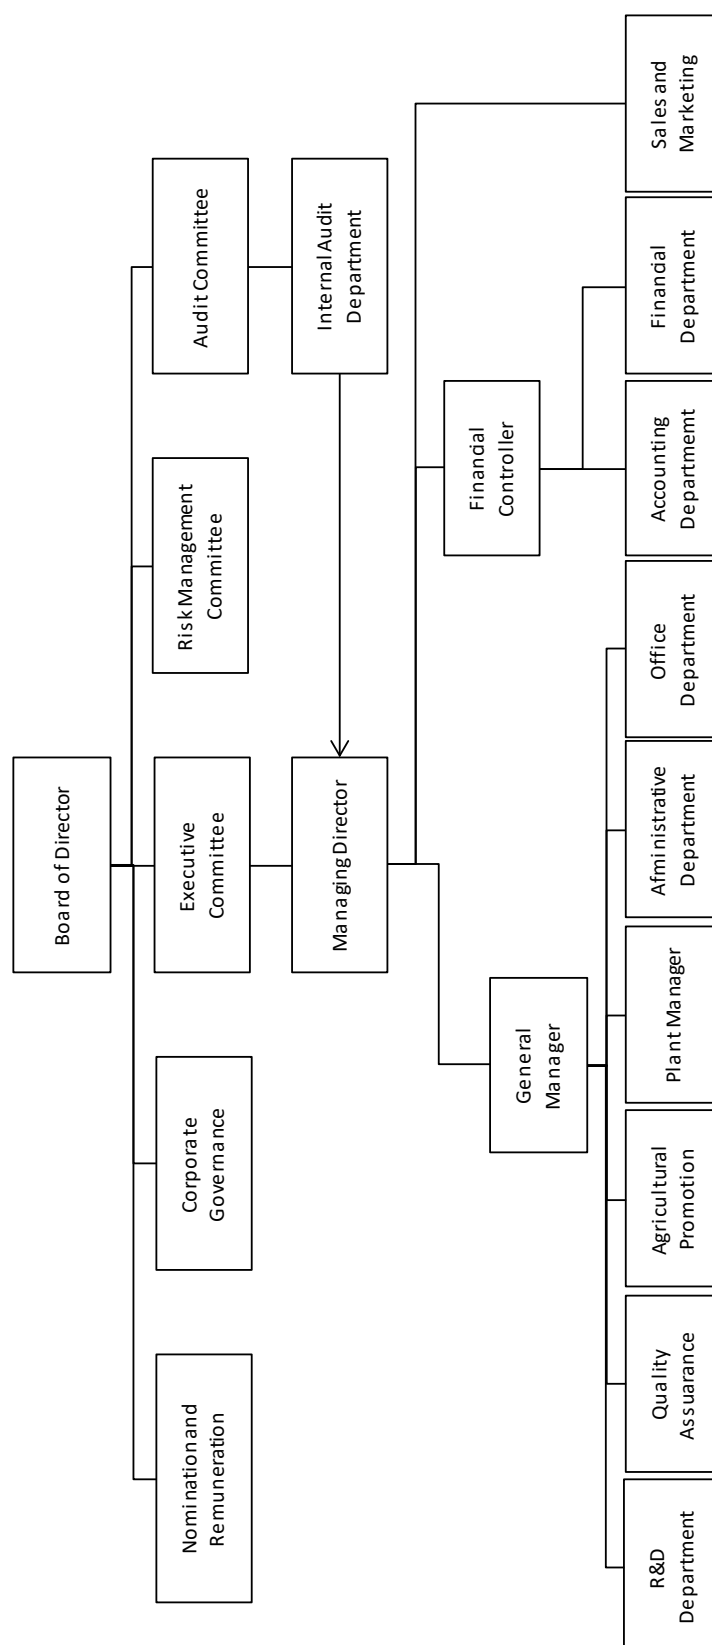 Board of Director
Nomination and
Remuneration
Corporate
Governance
Executive
Committee
Risk Management
Committee
Audit Committee
Managing Director
Internal Audit
Department
General
Manager
Financial
Controller
R&D
Department
Quality
Assuarance
Agricultural
Promotion
Plant Manager
Afministrative
Department
Office
Department
Accounting
Departmemt
Financial
Department
Sales and
Marketing